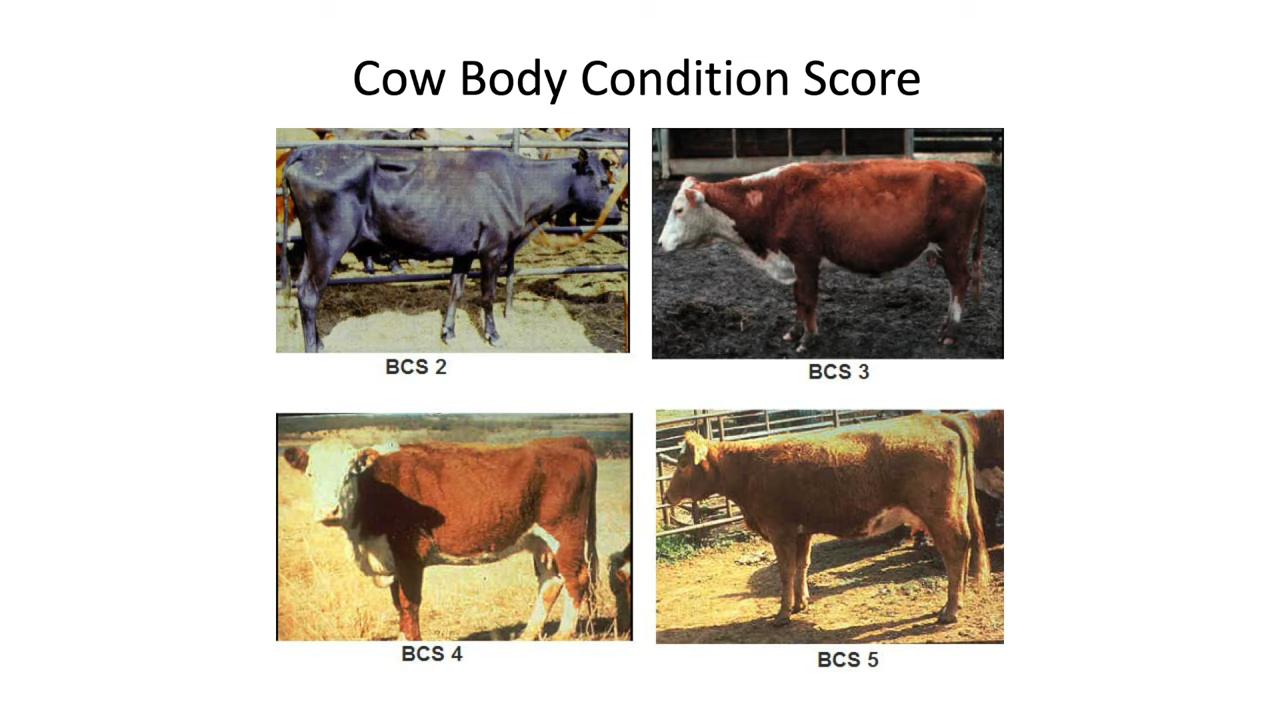 Cow Body Condition Score
BCS 2
BCS 3
BCS 4
BCS 5